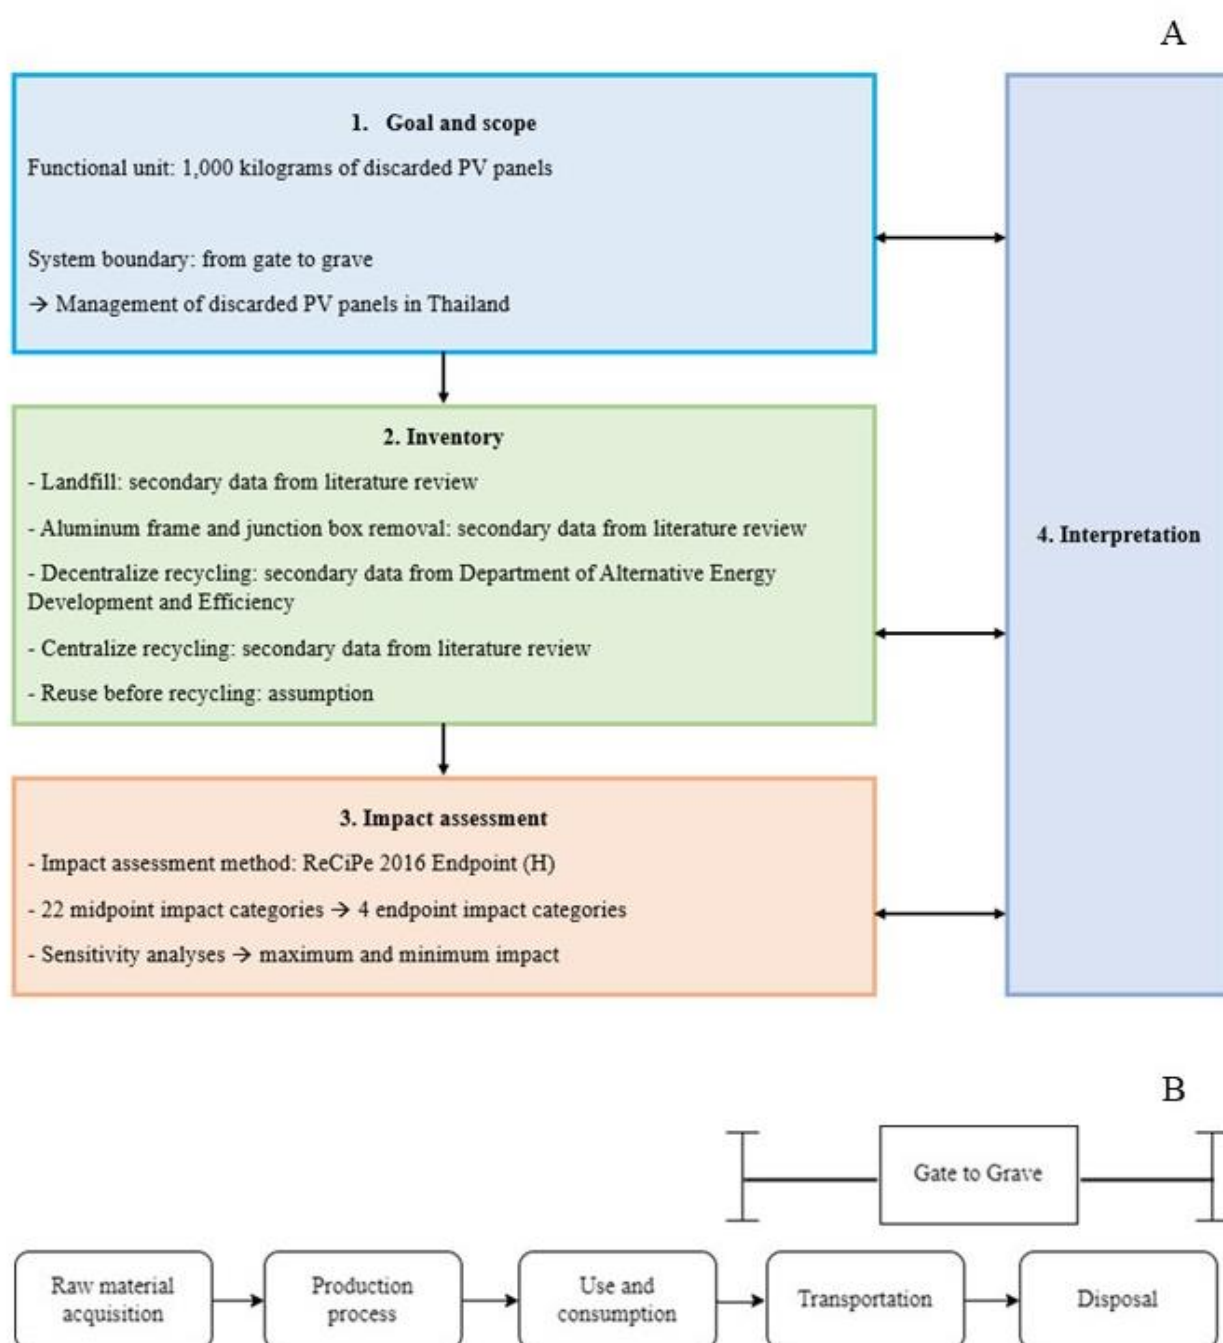 A
1. Goal and scope
Functional unit: 1,000 kilograms of discarded PV panels
System boundary: from gate to grave
→ Management of discarded PV panels in Thailand
2. Inventory
- Landfill: secondary data from literature review
- Aluminum frame and junction box removal: secondary data from literature review
- Decentralize recycling: secondary data from Department of Alternative Energy
Development and Efficiency
- Centralize recycling: secondary data from literature review
- Reuse before recycling: assumption
3. Impact assessment
- Impact assessment method: ReCiPe 2016 Endpoint (H)
- 22 midpoint impact categories → 4 endpoint impact categories
- Sensitivity analyses → maximum and minimum impact
4. Interpretation
B
Gate to Grave
Raw material
acquisition
Production
process
Use and
consumption
Transportation
Disposal